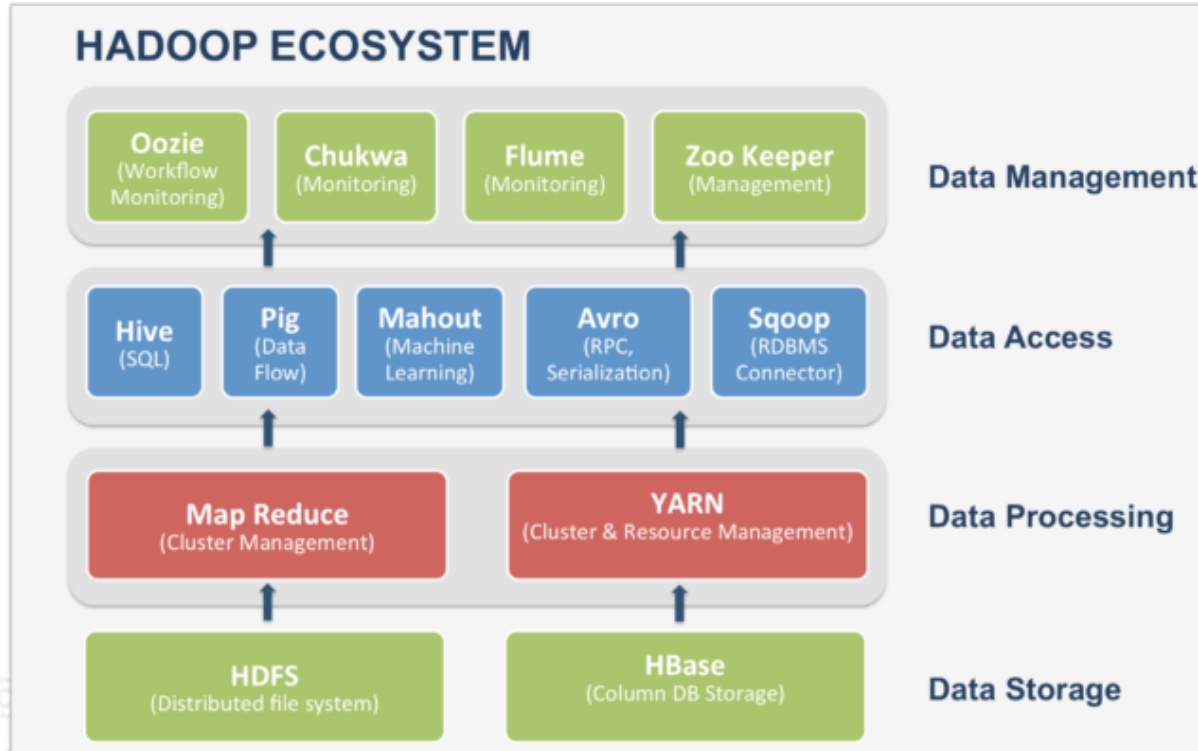 HADOOP ECOSYSTEM
Oozie
(Workflow
Monitoring)
Chukwa
(Monitoring)
Flume
(Monitoring)
Zoo Keeper
(Management)
Data Management
Hive
(SQL)
Pig
(Data
Flow)
Mahout
(Machine
Learning)
Avro
(RPC,
Serialization)
Sqoop
(RDBMS
Connector)
Data Access
Map Reduce
(Cluster Management)
YARN
(Cluster & Resource Management)
Data Processing
HDFS
(Distributed file system)
HBase
(Column DB Storage)
Data Storage